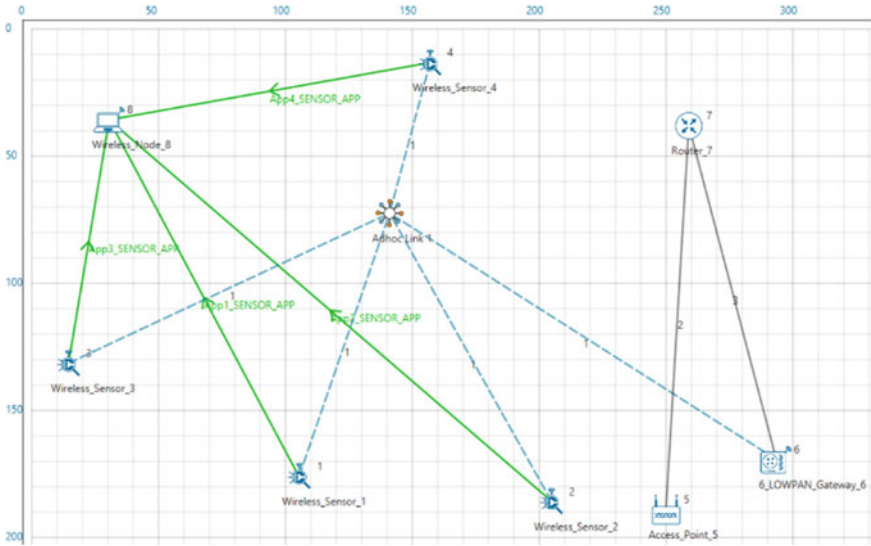 0 50 100 150 200 250 300
0
4
Wireless_Sensor_4
App4_SENSOR_APP
8
Wireless_Node_8
7
Router_7
1
50
Adhoc Link 1
App3_SENSOR_APP
100
1
App1_SENSOR_APP
App2_SENSOR_APP
2
3
1
1
1
3
Wireless_Sensor_3
150
6
6_LOWPAN_Gateway_6
1
Wireless_Sensor_1
2
Wireless_Sensor_2
5
Access_Point_5
200